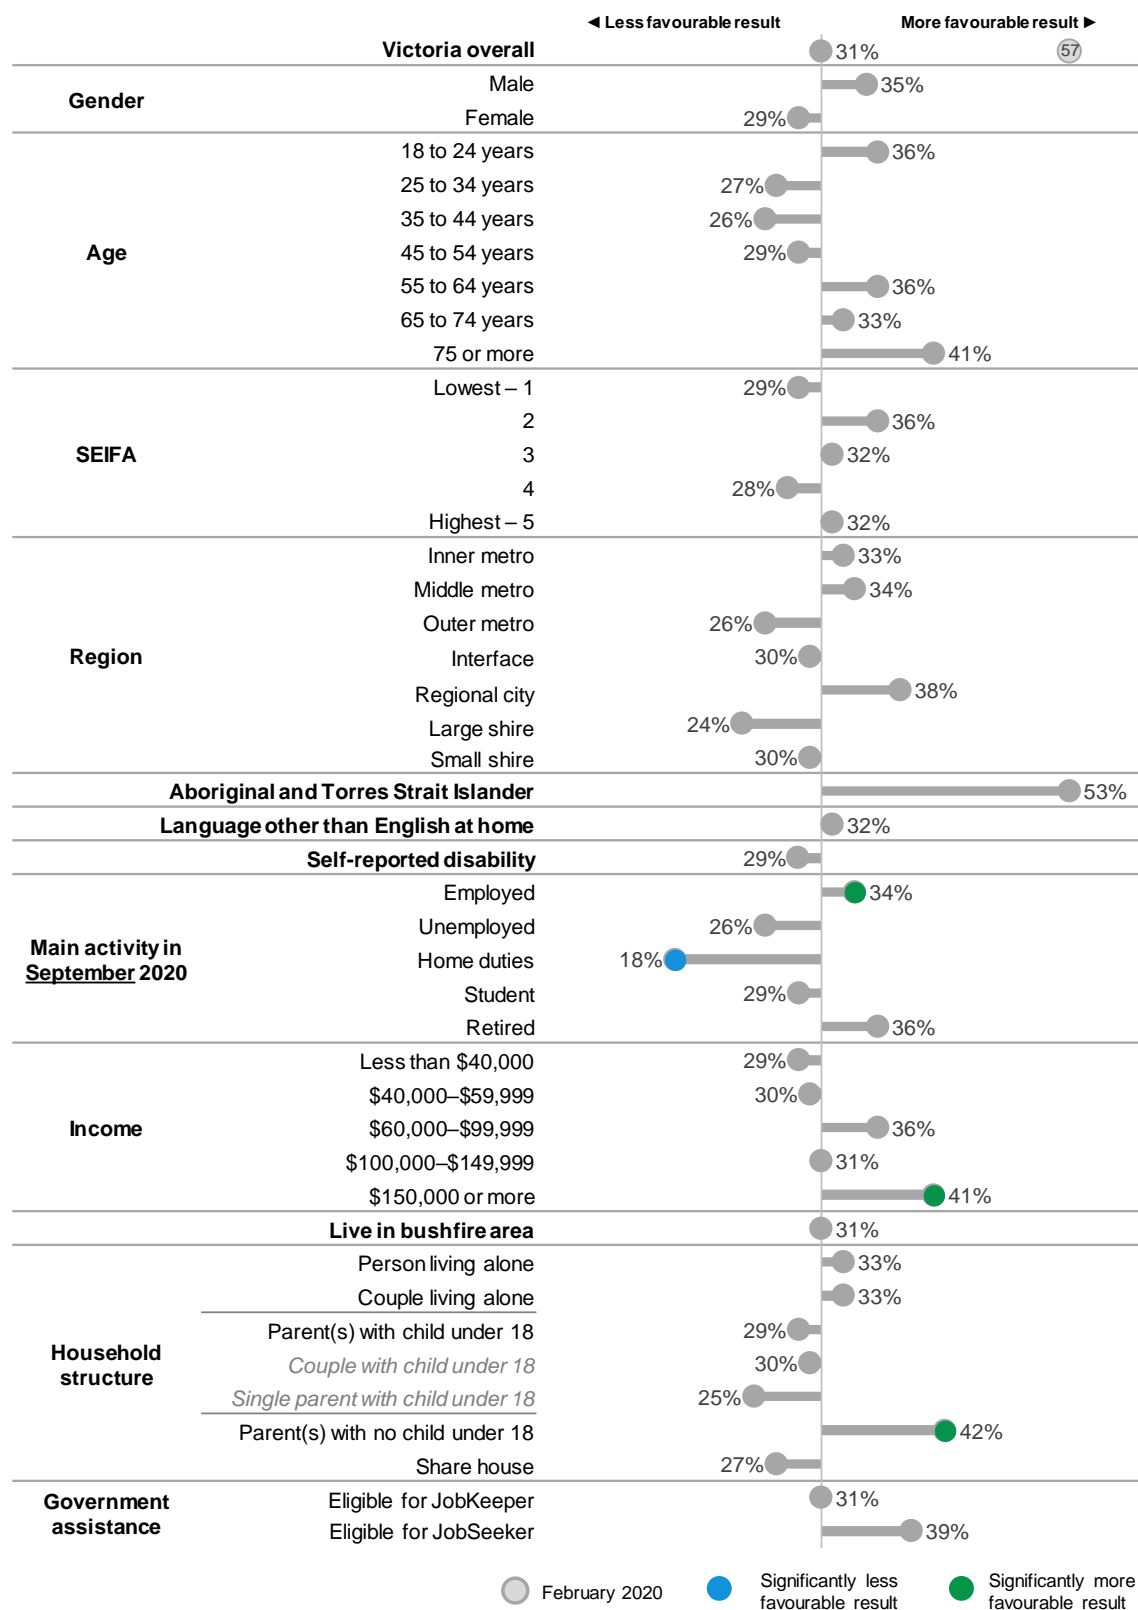 ◄ Less favourable result More favourable result ►
Victoria overall 31% 57
Gender
Male 35%
Female 29%
Age
18 to 24 years 36%
25 to 34 years 27%
35 to 44 years 26%
45 to 54 years 29%
55 to 64 years 36%
65 to 74 years 33%
75 or more 41%
SEIFA
Lowest – 1 29%
2 36%
3 32%
4 28%
Highest – 5 32%
Region
Inner metro 33%
Middle metro 34%
Outer metro 26%
Interface 30%
Regional city 38%
Large shire 24%
Small shire 30%
Aboriginal and Torres Strait Islander 53%
Language other than English at home 32%
Self-reported disability 29%
Main activity in
September 2020
Employed 34%
Unemployed 26%
Home duties 18%
Student 29%
Retired 36%
Income
Less than $40,000 29%
$40,000–$59,999 30%
$60,000–$99,999 36%
$100,000–$149,999 31%
$150,000 or more 41%
Live in bushfire area 31%
Household
structure
Person living alone 33%
Couple living alone 33%
Parent(s) with child under 18 29%
Couple with child under 18 30%
Single parent with child under 18 25%
Parent(s) with no child under 18 42%
Share house 27%
Government
assistance
Eligible for JobKeeper 31%
Eligible for JobSeeker 39%
February 2020
Significantly less
favourable result
Significantly more
favourable result